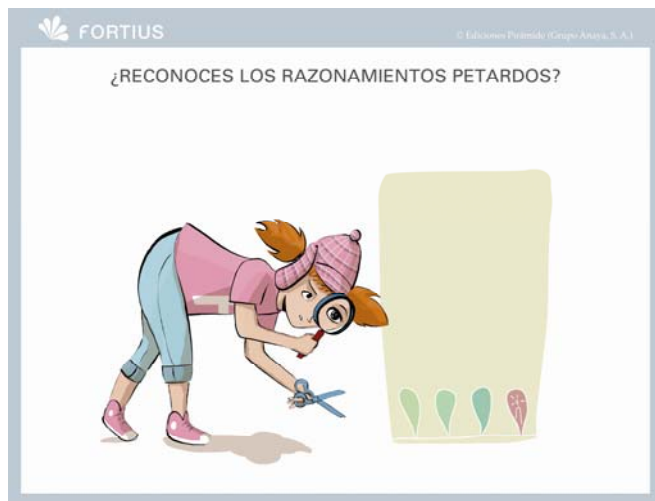 FORTIUS
© Ediciones Pirámide (Grupo Anaya, S. A.)
¿RECONOCES LOS RAZONAMIENTOS PETARDOS?